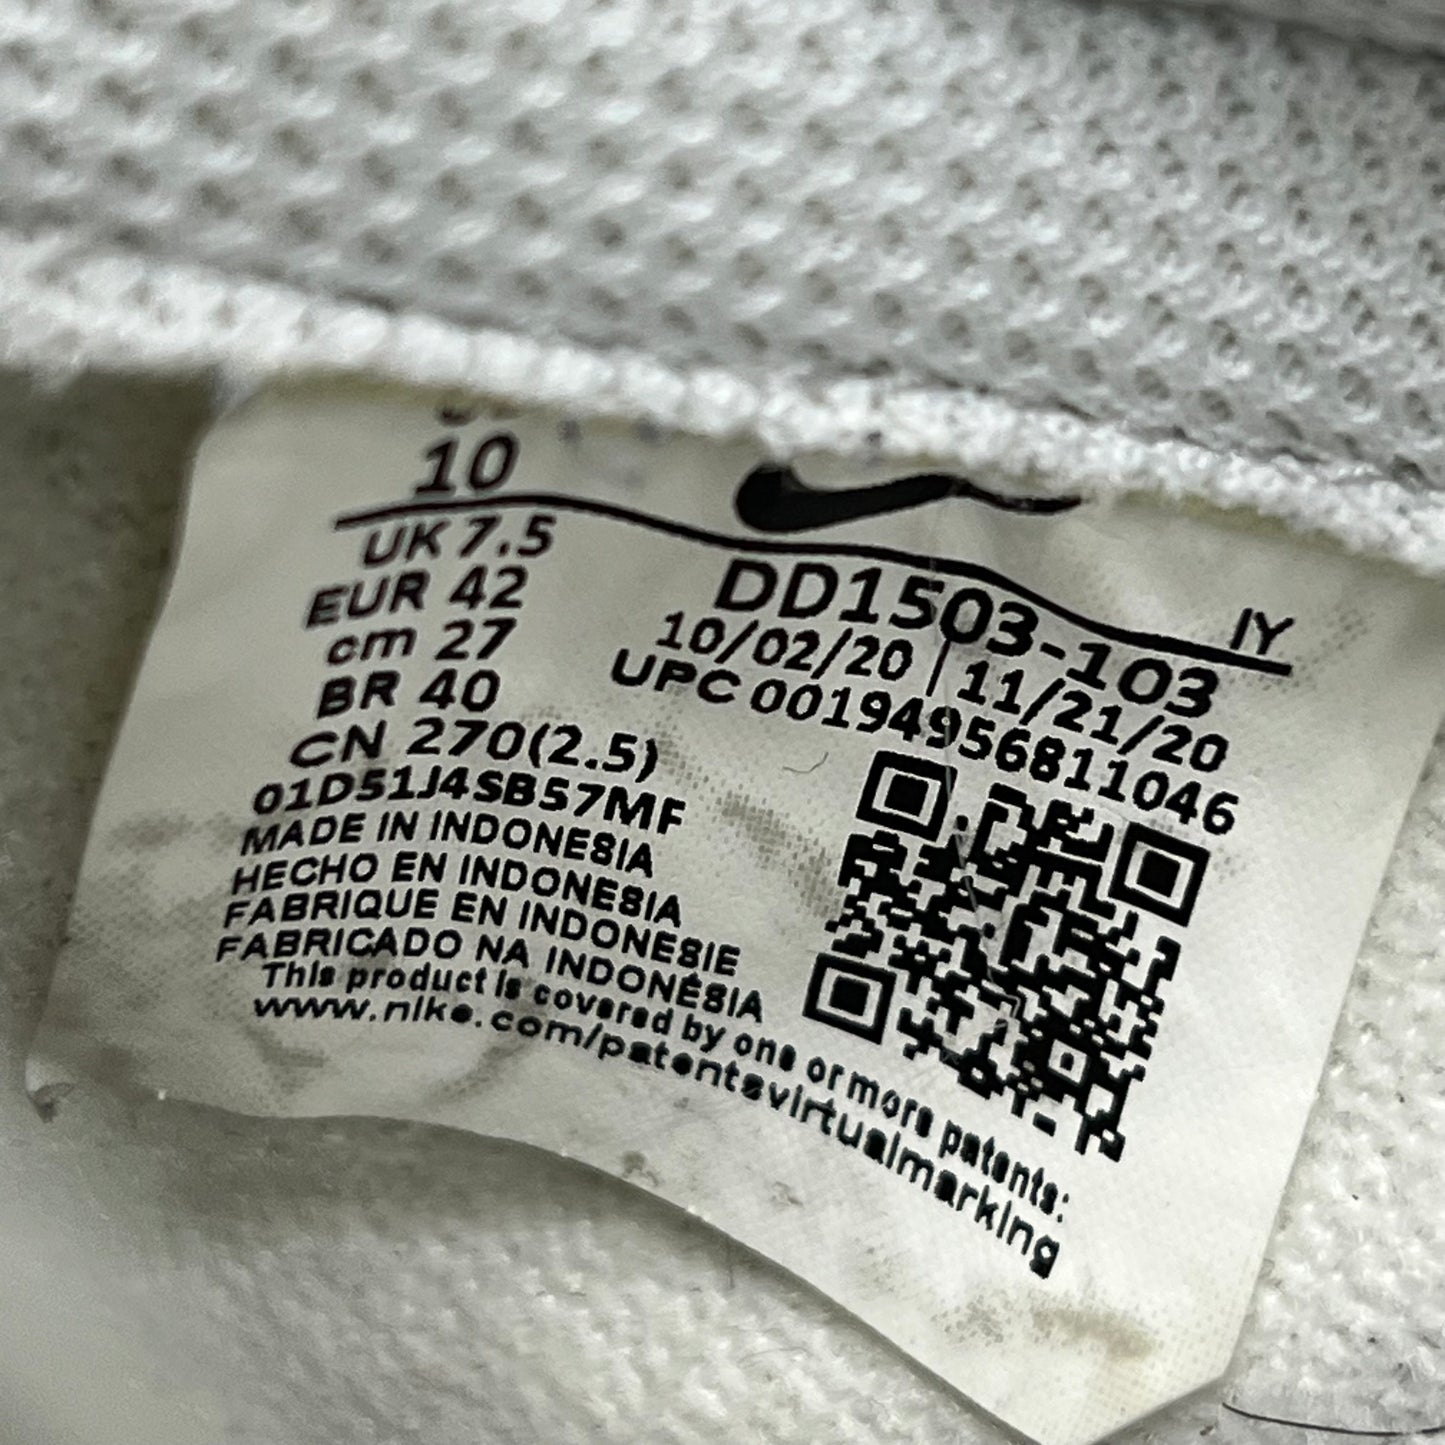 10
UK 7.5
EUR 42
cm 27
BR 40
CN 270(2.5)
01D51J4SB57MF
MADE IN INDONESIA
HECHO EN INDONESIA
FABRIQUE EN INDONESIE
FABRICADO NA INDONÉSIA
This product is covered by one or more patents:
www.nike.com/patentsvirtualmarking
IY
DD1503-103
10/02/20 | 11/21/20
UPC 00194956811046